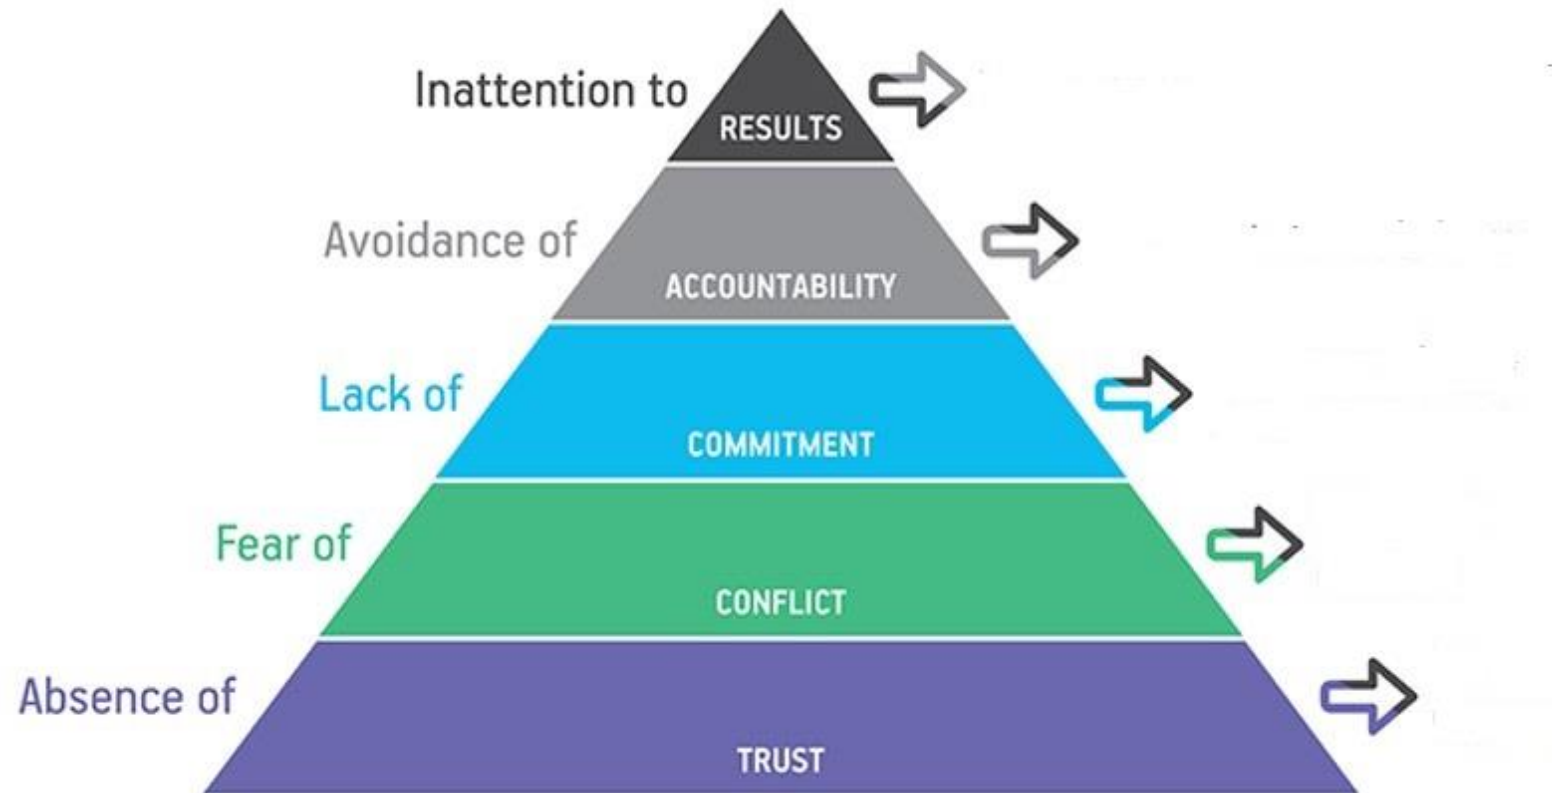 Inattention to
RESULTS
Avoidance of
ACCOUNTABILITY
Lack of
COMMITMENT
Fear of
CONFLICT
Absence of
TRUST